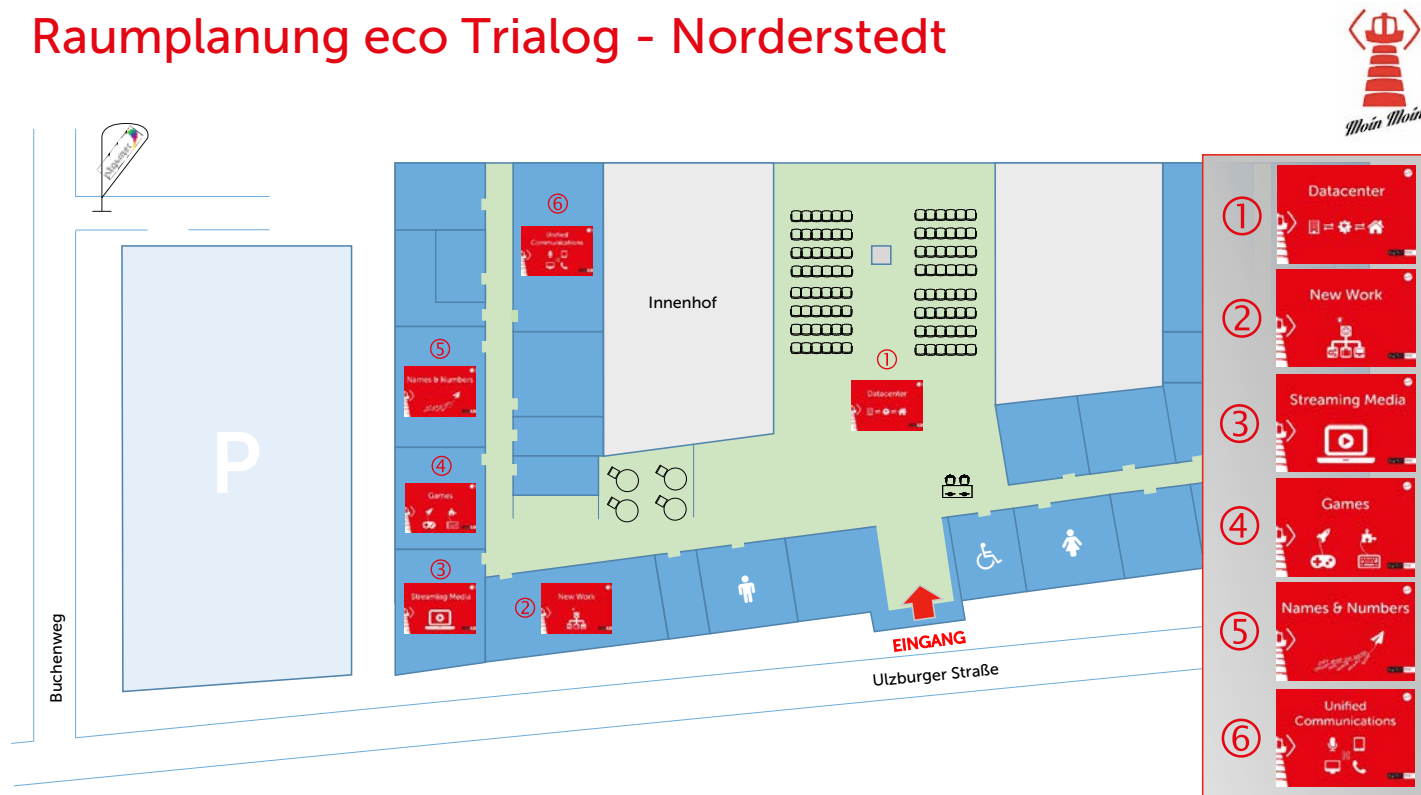 Raumplanung eco Trialog - Norderstedt
Moin Moin
P
Buchenweg
⑥
Unified
Communications
⑤
Names & Numbers
④
Games
③
Streaming Media
②
New Work
Innenhof
①
Datacenter
EINGANG
Ulzburger Straße
①
Datacenter
②
New Work
③
Streaming Media
④
Games
⑤
Names & Numbers
⑥
Unified
Communications